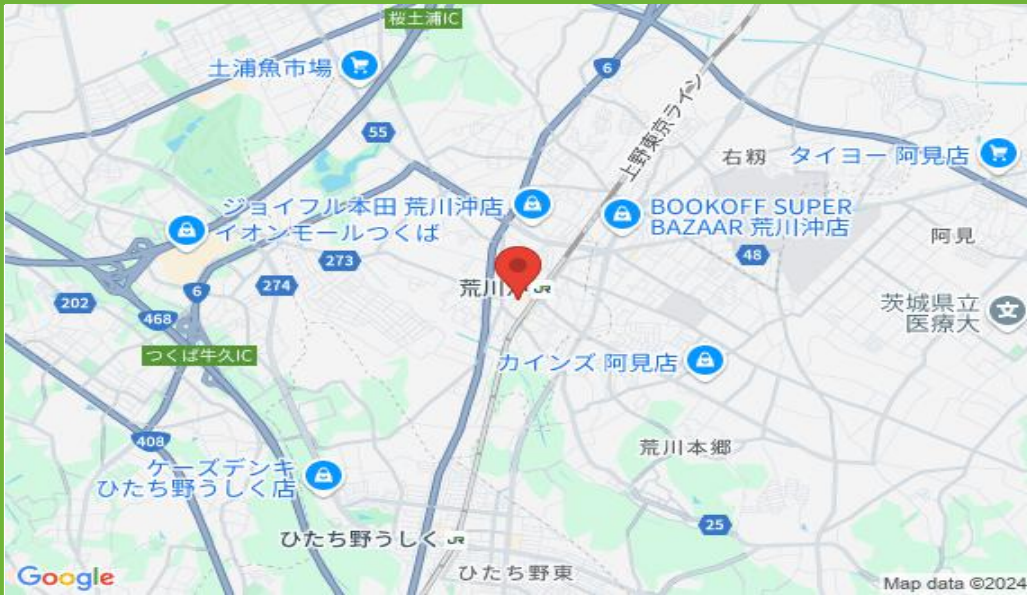 桜土浦IC
土浦魚市場
6
55
上野東京ライン
右籾
タイヨー 阿見店
ジョイフル本田 荒川沖店
イオンモールつくば
BOOKOFF SUPER
BAZAAR 荒川沖店
阿見
273
48
274
荒川
JR
6
202
468
茨城県立
医療大
つくば牛久IC
カインズ 阿見店
408
荒川本郷
ケーズデンキ
ひたち野うしく店
25
ひたち野うしく JR
ひたち野東
Google
Map data ©2024